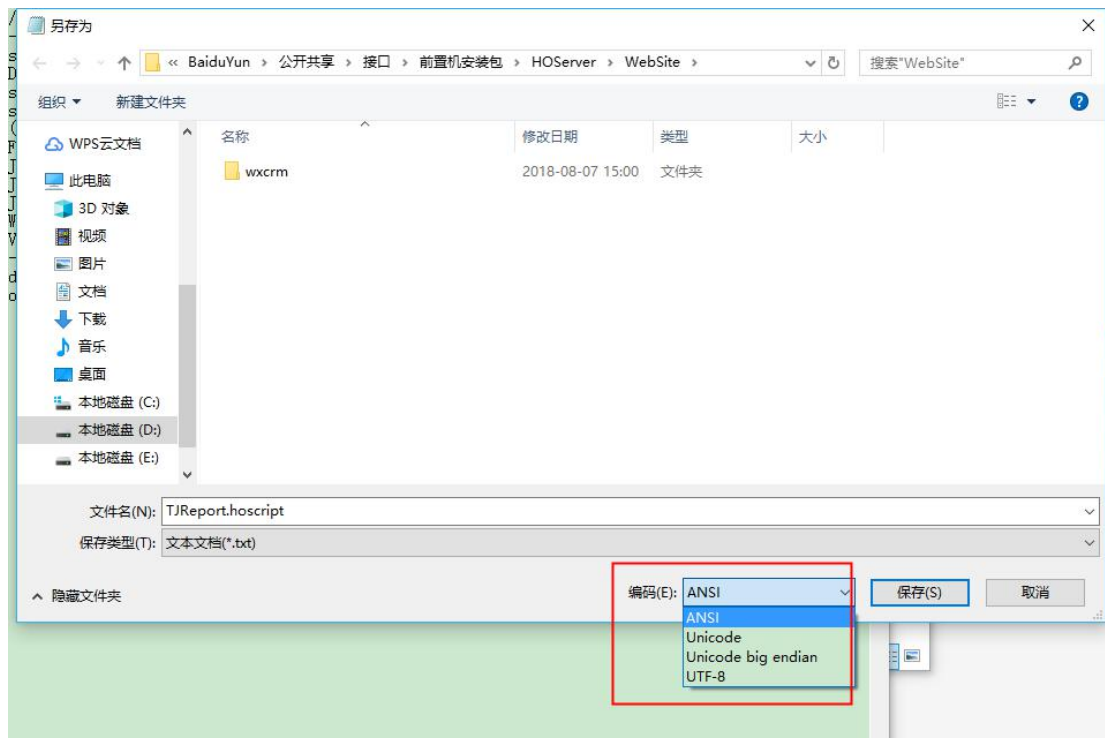 另存为
« BaiduYun › 公开共享 › 接口 › 前置机安装包 › HOServer › WebSite ›
搜索"WebSite"
组织
新建文件夹
WPS云文档
此电脑
3D 对象
视频
图片
文档
下载
音乐
桌面
本地磁盘 (C:)
本地磁盘 (D:)
本地磁盘 (E:)
名称 修改日期 类型 大小
wxcrm 2018-08-07 15:00 文件夹
文件名(N): TJReport.hoscript
保存类型(T): 文本文档(*.txt)
隐藏文件夹
编码(E): ANSI
保存(S)
取消
ANSI
Unicode
Unicode big endian
UTF-8